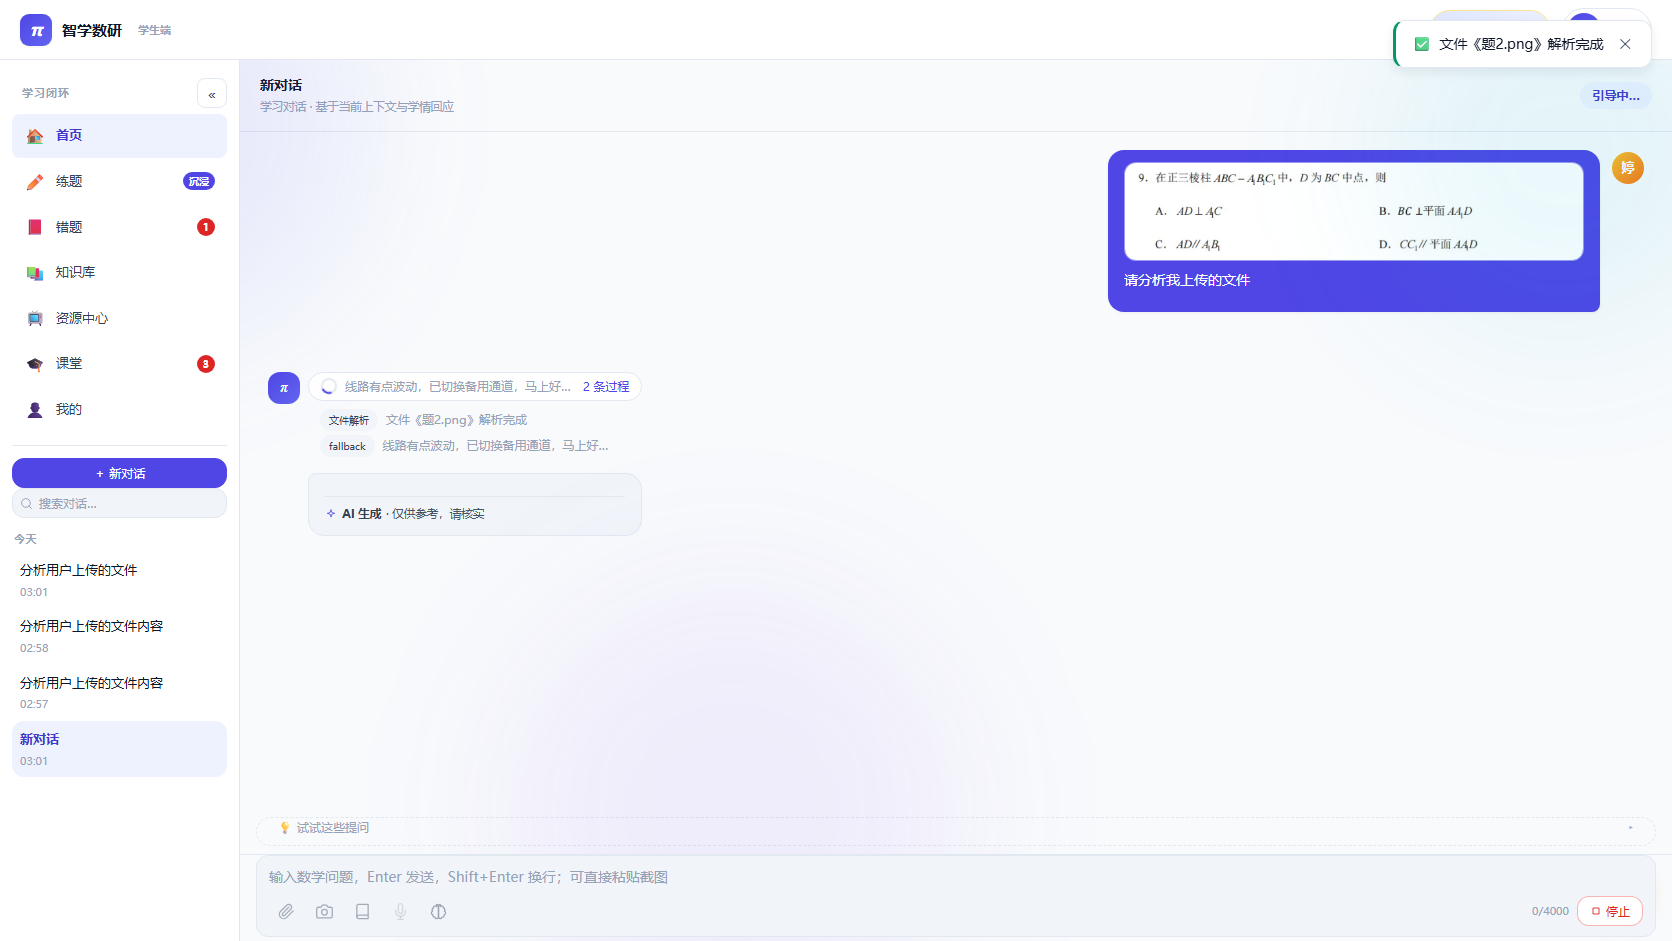 π 智学数研 学生端
文件《题2.png》解析完成
学习闭环 «
首页
练题 沉浸
错题 1
知识库
资源中心
课堂 3
我的
+ 新对话
搜索对话...
今天
分析用户上传的文件
03:01
分析用户上传的文件内容
02:58
分析用户上传的文件内容
02:57
新对话
03:01
新对话
学习对话 · 基于当前上下文与学情回应
引导中...
婷
9. 在正三棱柱 ABC − A₁B₁C₁ 中，D 为 BC 中点，则
A. AD ⊥ A₁C B. BC ⊥平面 AA₁D
C. AD // A₁B₁ D. CC₁ // 平面 AA₁D
请分析我上传的文件
π
线路有点波动，已切换备用通道，马上好... 2 条过程
文件解析 文件《题2.png》解析完成
fallback 线路有点波动，已切换备用通道，马上好...
AI 生成 · 仅供参考，请核实
试试这些提问
输入数学问题，Enter 发送，Shift+Enter 换行；可直接粘贴截图
0/4000 停止